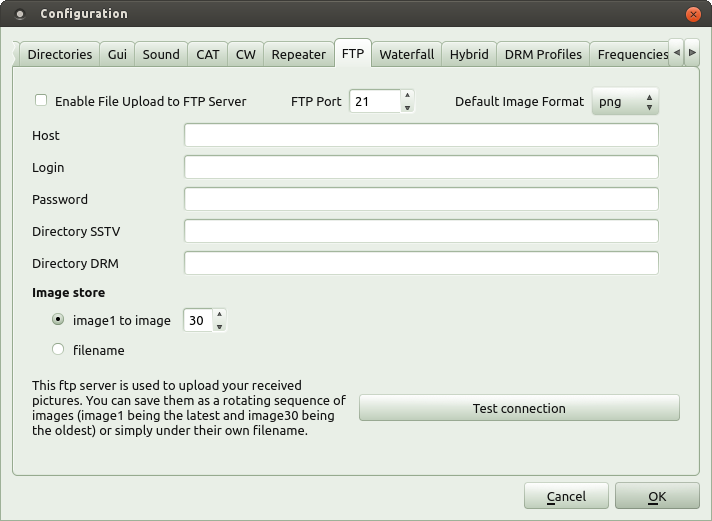 Configuration
Directories Gui Sound CAT CW Repeater FTP Waterfall Hybrid DRM Profiles Frequencies
Enable File Upload to FTP Server FTP Port 21 Default Image Format png
Host
Login
Password
Directory SSTV
Directory DRM
Image store
image1 to image 30
filename
This ftp server is used to upload your received
pictures. You can save them as a rotating sequence of
images (image1 being the latest and image30 being
the oldest) or simply under their own filename.
Test connection
Cancel OK